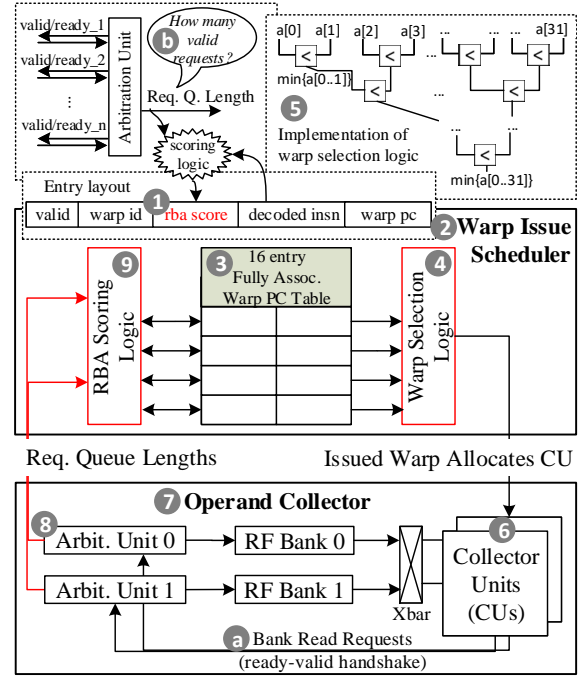 valid/ready_1
valid/ready_2
...
valid/ready_n
Arbitration Unit
How many
valid
requests?
b
Req. Q. Length
scoring
logic
a[0] a[1] a[2] a[3] ... ... ... a[31]
< < < <
min{a[0..1]}
< <
5
Implementation of
warp selection logic
... ...
<
min{a[0..31]}
Entry layout
1
valid warp id rba score decoded insn warp pc
2 Warp Issue
Scheduler
9
RBA Scoring
Logic
3
16 entry
Fully Assoc.
Warp PC Table
4
Warp Selection
Logic
Req. Queue Lengths
Issued Warp Allocates CU
7 Operand Collector
8
Arbit. Unit 0
RF Bank 0
Arbit. Unit 1
RF Bank 1
Xbar
6
Collector
Units
(CUs)
a Bank Read Requests
(ready-valid handshake)